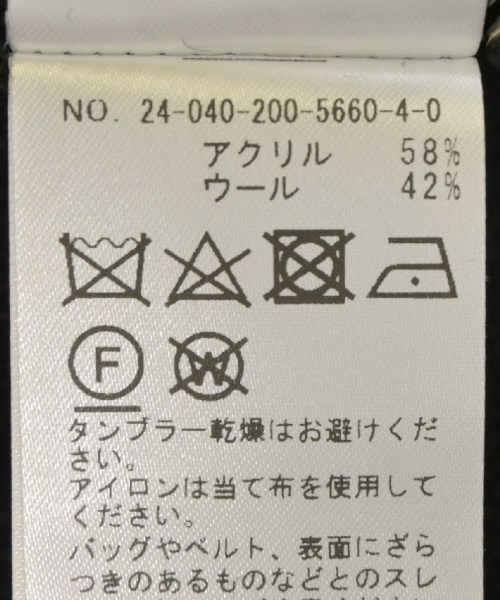 NO. 24-040-200-5660-4-0
アクリル 58%
ウール 42%
F W
タンブラー乾燥はお避けくだ
さい。
アイロンは当て布を使用して
ください。
バッグやベルト、表面にざら
つきのあるものなどとのスレ